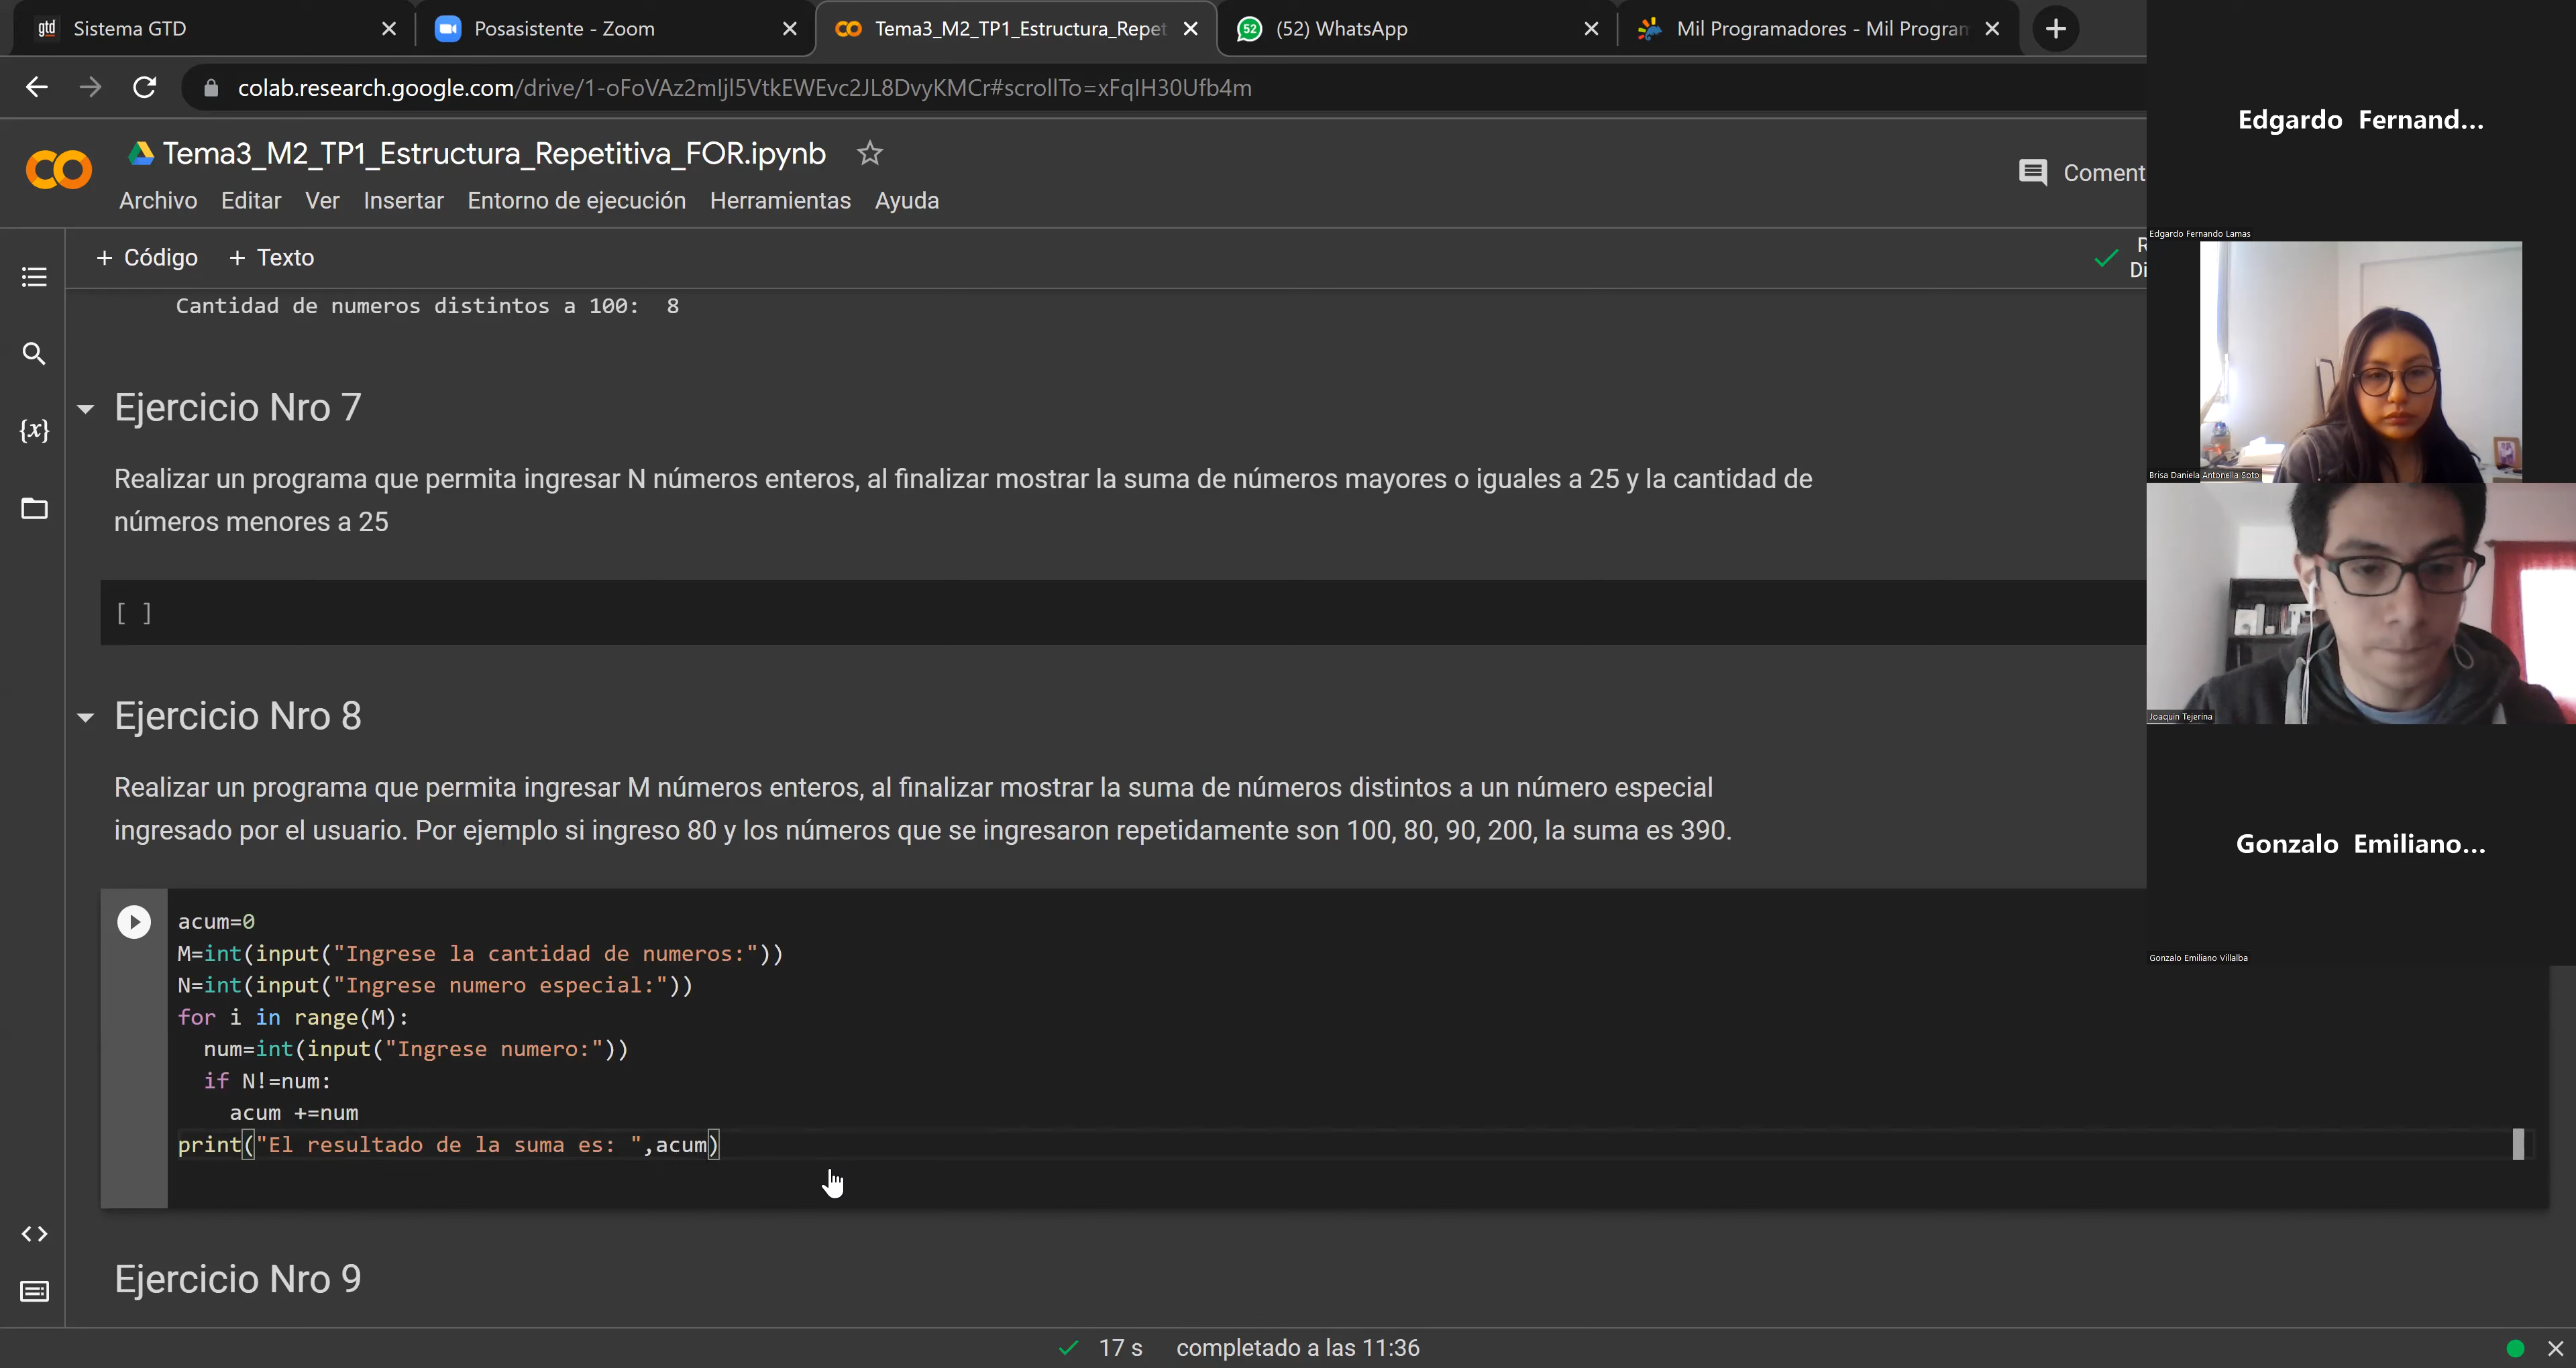 gtd Sistema GTD
Posasistente - Zoom
Tema3_M2_TP1_Estructura_Repet
52 (52) WhatsApp
Mil Programadores - Mil Program
colab.research.google.com/drive/1-oFoVAz2mIjl5VtkEWEvc2JL8DvyKMCr#scrollTo=xFqIH30Ufb4m
Tema3_M2_TP1_Estructura_Repetitiva_FOR.ipynb
Coment
Archivo Editar Ver Insertar Entorno de ejecución Herramientas Ayuda
+ Código + Texto
R
Di
Cantidad de numeros distintos a 100: 8
Ejercicio Nro 7
{x}
Realizar un programa que permita ingresar N números enteros, al finalizar mostrar la suma de números mayores o iguales a 25 y la cantidad de
números menores a 25
[ ]
Ejercicio Nro 8
Realizar un programa que permita ingresar M números enteros, al finalizar mostrar la suma de números distintos a un número especial
ingresado por el usuario. Por ejemplo si ingreso 80 y los números que se ingresaron repetidamente son 100, 80, 90, 200, la suma es 390.
acum=0
M=int(input("Ingrese la cantidad de numeros:"))
N=int(input("Ingrese numero especial:"))
for i in range(M):
  num=int(input("Ingrese numero:"))
  if N!=num:
    acum +=num
print("El resultado de la suma es: ",acum)
Ejercicio Nro 9
17 s completado a las 11:36
Edgardo Fernand...
Edgardo Fernando Lamas
Brisa Daniela Antonella Soto
Joaquin Tejerina
Gonzalo Emiliano...
Gonzalo Emiliano Villalba